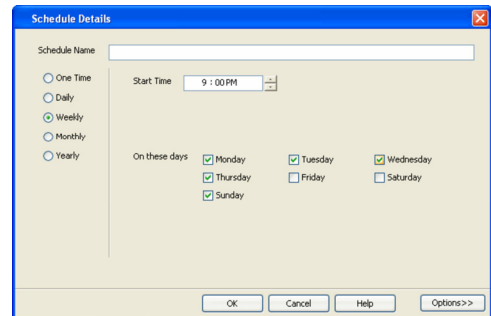 Schedule Details
Schedule Name
One Time
Start Time 9 : 00 PM
Daily
Weekly
Monthly
Yearly
On these days Monday Tuesday Wednesday
Thursday Friday Saturday
Sunday
OK Cancel Help Options>>